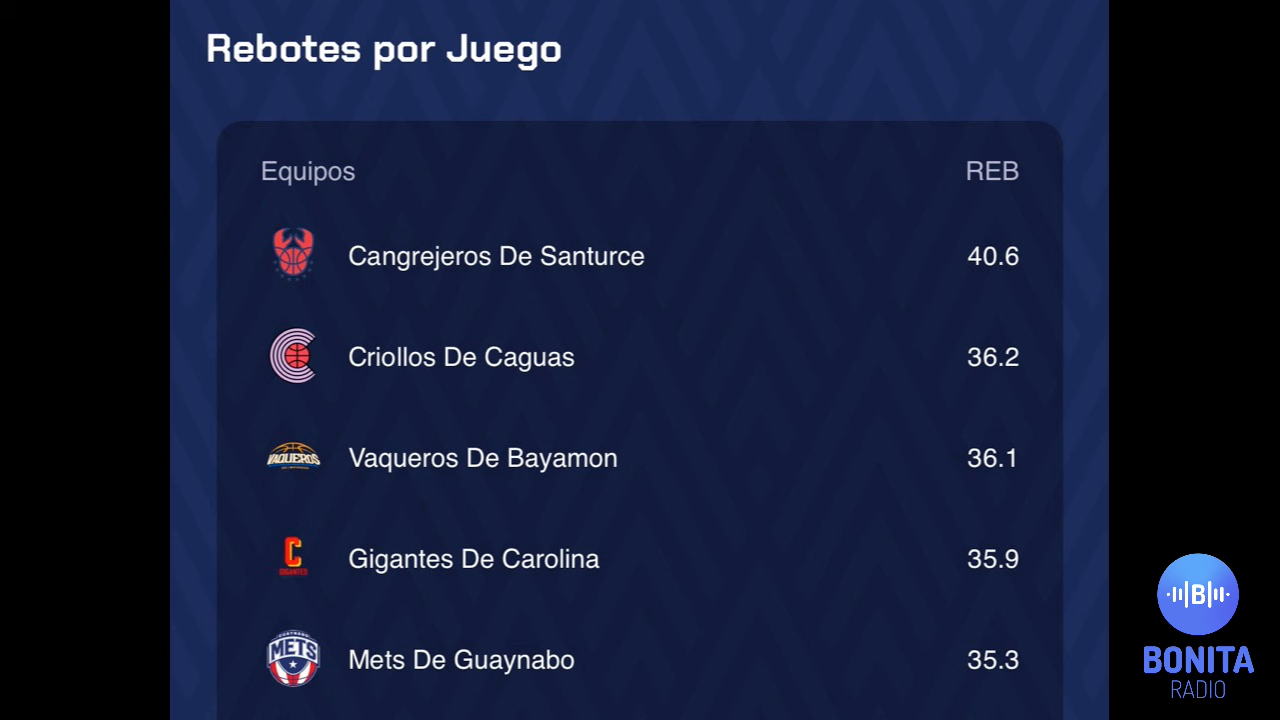 Rebotes por Juego
Equipos REB
Cangrejeros De Santurce 40.6
Criollos De Caguas 36.2
VAQUEROS Vaqueros De Bayamon 36.1
C GIGANTES Gigantes De Carolina 35.9
METS Mets De Guaynabo 35.3
B
BONITA
RADIO